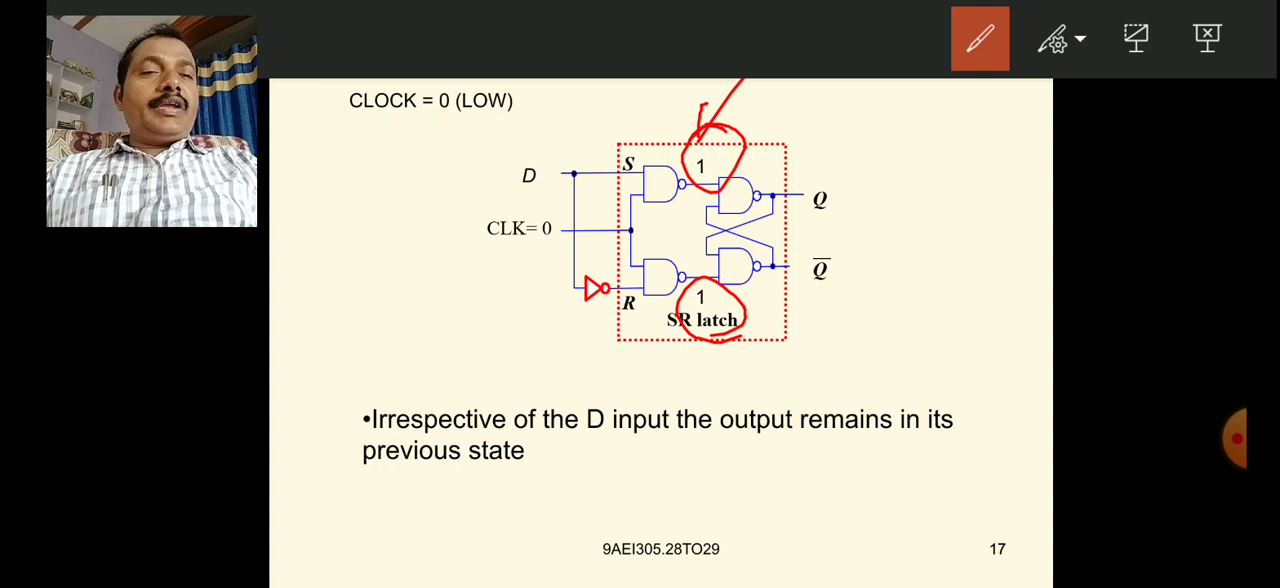 CLOCK = 0 (LOW)
S
1
D
Q
CLK= 0
Q
R
1
SR latch
•Irrespective of the D input the output remains in its
previous state
9AEI305.28TO29
17